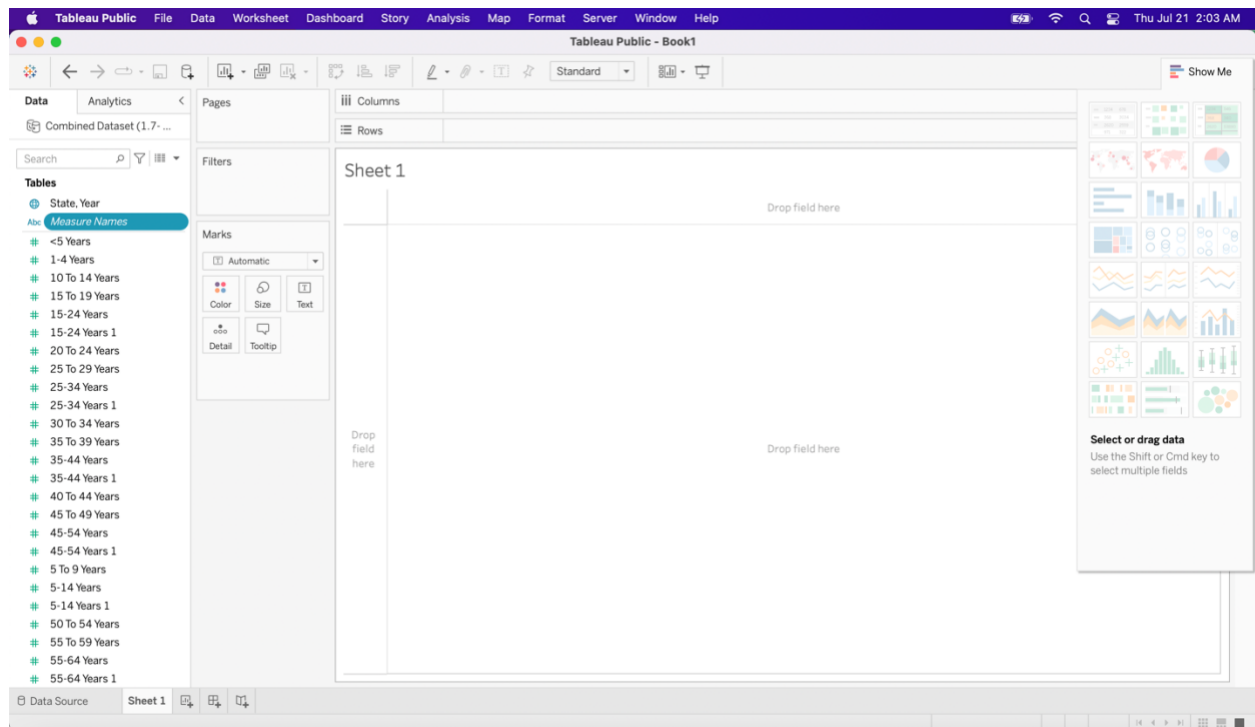 Tableau Public File Data Worksheet Dashboard Story Analysis Map Format Server Window Help Thu Jul 21 2:03 AM
Tableau Public - Book1
Standard
Show Me
Data Analytics
Combined Dataset (1.7- ...
Search
Tables
State, Year
Abc Measure Names
# <5 Years
# 1-4 Years
# 10 To 14 Years
# 15 To 19 Years
# 15-24 Years
# 15-24 Years 1
# 20 To 24 Years
# 25 To 29 Years
# 25-34 Years
# 25-34 Years 1
# 30 To 34 Years
# 35 To 39 Years
# 35-44 Years
# 35-44 Years 1
# 40 To 44 Years
# 45 To 49 Years
# 45-54 Years
# 45-54 Years 1
# 5 To 9 Years
# 5-14 Years
# 5-14 Years 1
# 50 To 54 Years
# 55 To 59 Years
# 55-64 Years
# 55-64 Years 1
Pages
Filters
Marks
T Automatic
Color Size Text
Detail Tooltip
Columns
Rows
Sheet 1
Drop field here
Drop
field
here
Drop field here
Select or drag data
Use the Shift or Cmd key to
select multiple fields
Data Source Sheet 1